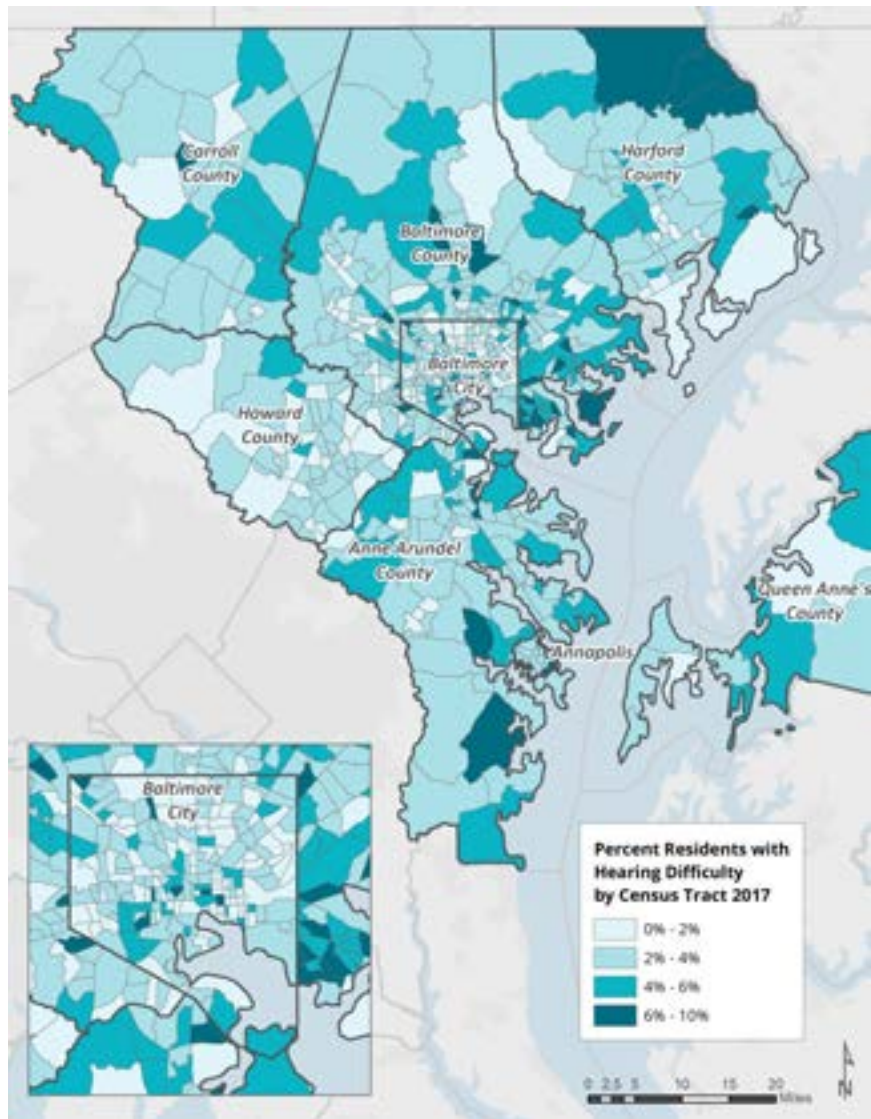 Carroll
County
Harford
County
Baltimore
County
Baltimore
City
Howard
County
Anne Arundel
County
Queen Anne's
County
Annapolis
Baltimore
City
Percent Residents with
Hearing Difficulty
by Census Tract 2017
0% - 2%
2% - 4%
4% - 6%
6% - 10%
0 2.5 5 10 15 20
Miles
N